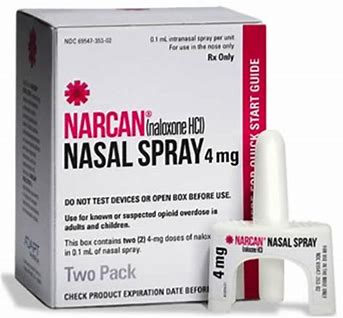 NDC 69547-353-02
0.1 mL intranasal spray per unit
For use in the nose only
Rx Only
NARCAN® (naloxone HCl)
NASAL SPRAY 4 mg
DO NOT TEST DEVICES OR OPEN BOX BEFORE USE.
Use for known or suspected opioid overdose in
adults and children.
This box contains two (2) 4-mg doses of nalox
in 0.1 mL of nasal spray.
Two Pack
CHECK PRODUCT EXPIRATION DATE BEFOR
FOR QUICK START GUIDE
NARCAN® NASAL SPRAY
(naloxone HCl)
4 mg